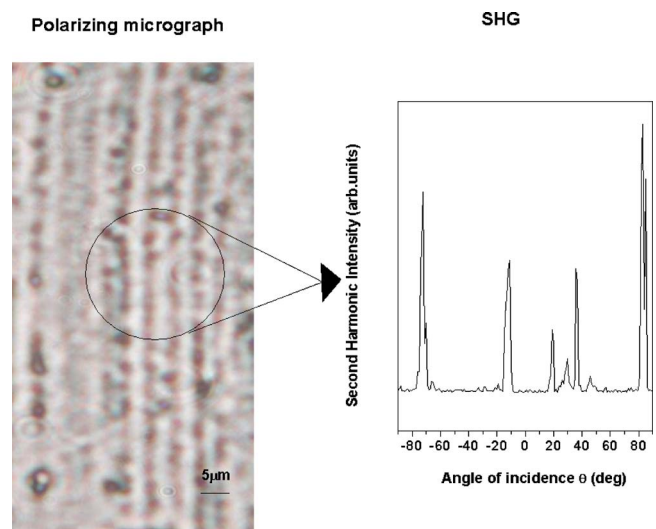 Polarizing micrograph
SHG
5μm
Second Harmonic Intensity (arb.units)
-80 -60 -40 -20 0 20 40 60 80
Angle of incidence θ (deg)